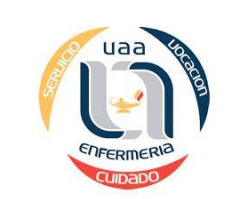 SERVICIO
uaa
VOCACION
ENFERMERIA
CUIDADO